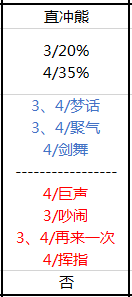 直冲熊
3/20%
4/35%
3、4/梦话
3、4/聚气
4/剑舞
-----------------
4/巨声
3/吵闹
3、4/再来一次
4/挥指
否